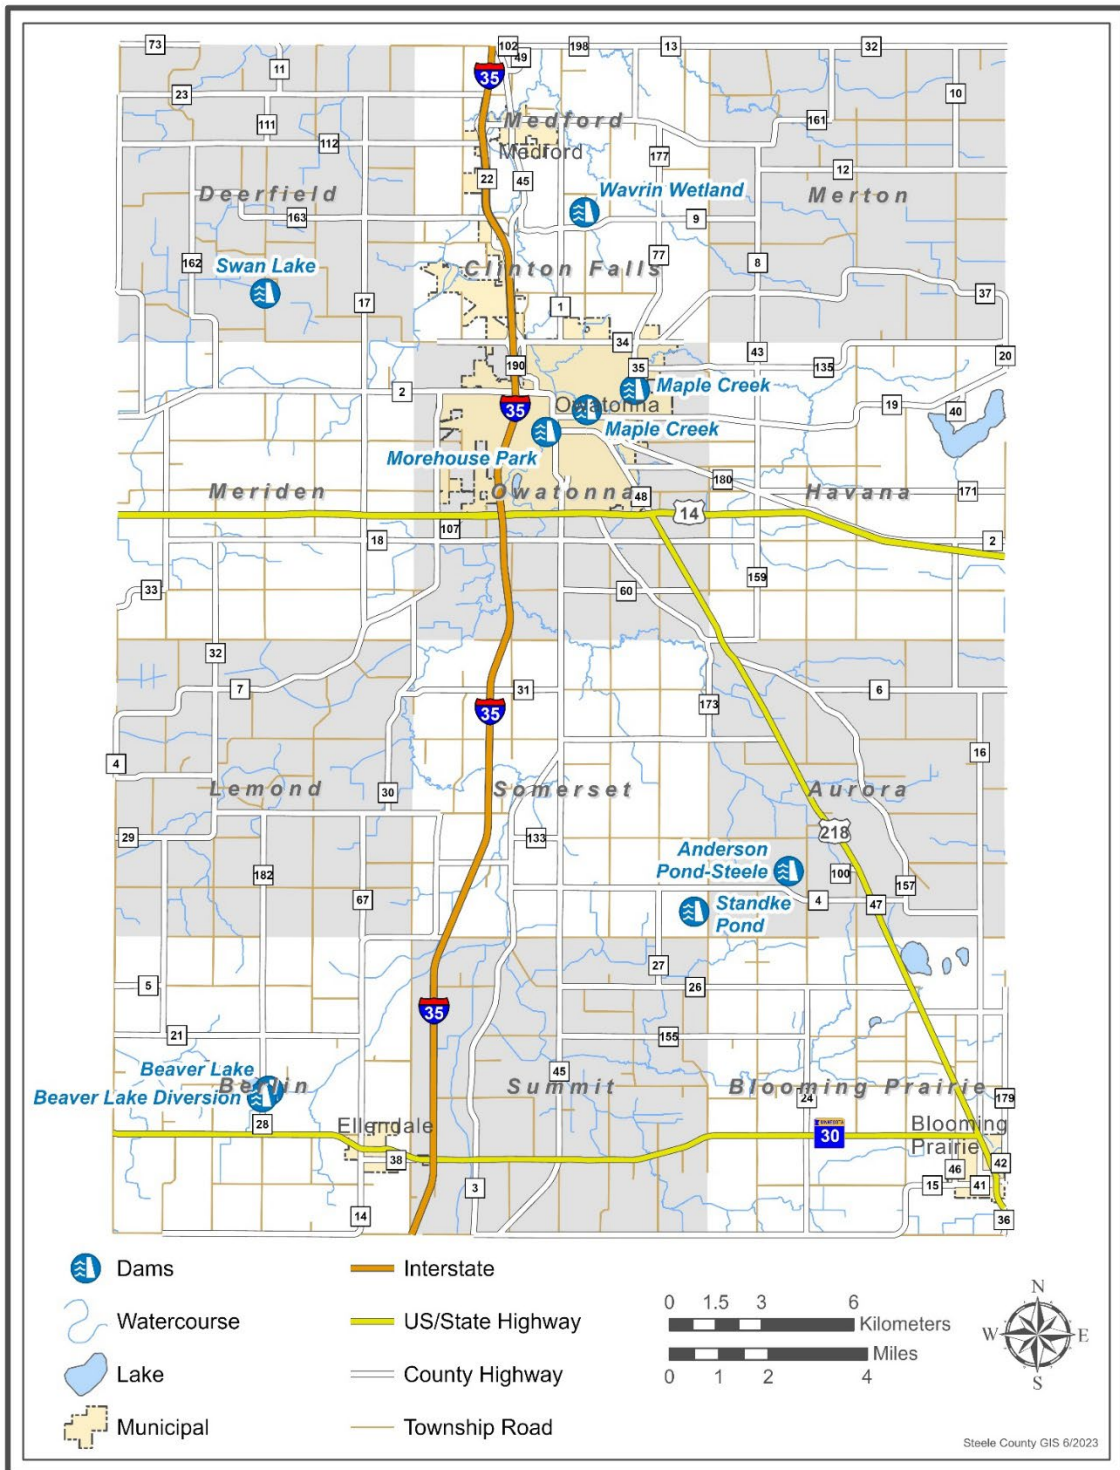 73
102
198
13
32
49
11
35
23
10
111
Medford
161
112
Medford
177
12
22
45
Deerfield
Wavrin Wetland
Merton
163
9
77
162
Swan Lake
Clinton Falls
8
17
1
37
34
43
20
190
35
135
2
Maple Creek
35
Owatonna
19
40
Maple Creek
Morehouse Park
180
Meriden
Owatonna
48
Havana
171
14
107
18
2
33
60
159
32
7
31
6
35
173
4
16
Lemond
30
Somerset
Aurora
29
133
218
Anderson
Pond-Steele
182
100
157
67
4
47
Standke
Pond
27
5
26
35
21
155
Beaver Lake
45
Berlin
Summit
Blooming Prairie
Beaver Lake Diversion
24
179
28
Ellendale
30
Blooming
Prairie
38
46
42
3
15
41
14
36
Dams
Interstate
N
0 1.5 3 6
Watercourse
US/State Highway
Kilometers
W E
Miles
Lake
County Highway
0 1 2 4
S
Municipal
Township Road
Steele County GIS 6/2023